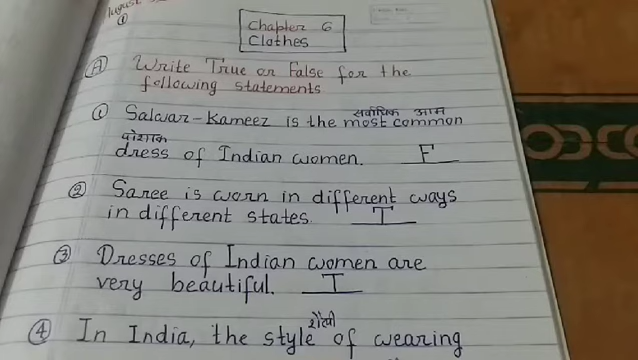 August
①
Chapter 6
Clothes
Ⓐ Write True or False for the
following statements
सर्वाधिक आम
① Salwar-Kameez is the most common
पोशाक
dress of Indian women. F
② Saree is worn in different ways
in different states. T
③ Dresses of Indian women are
very beautiful. T
शैली
④ In India, the style of wearing